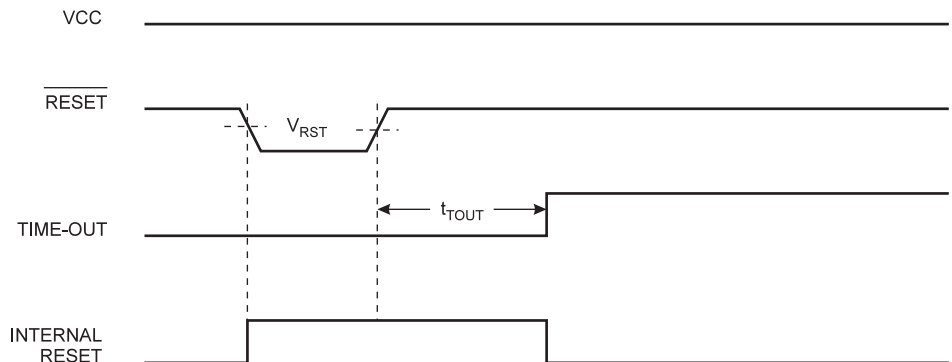 VCC
RESET
V_RST
t_TOUT
TIME-OUT
INTERNAL
RESET